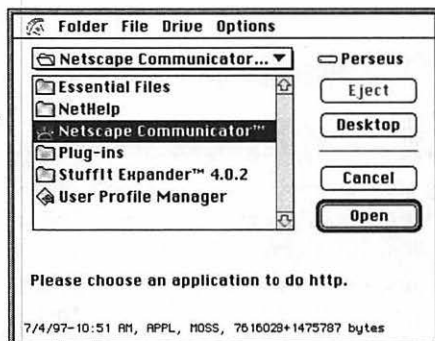 Folder File Drive Options
Netscape Communicator...
Perseus
Essential Files
NetHelp
Netscape Communicator™
Plug-ins
StuffIt Expander™ 4.0.2
User Profile Manager
Eject
Desktop
Cancel
Open
Please choose an application to do http.
7/4/97-10:51 AM, APPL, MOSS, 7616028+1475787 bytes